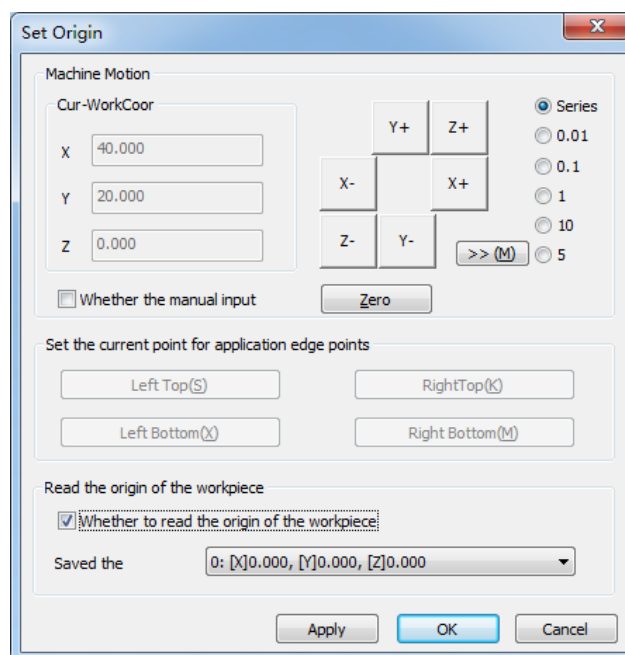 Set Origin
Machine Motion
Cur-WorkCoor
X 40.000
Y 20.000
Z 0.000
Y+ Z+
X- X+
Z- Y-
>> (M)
Series
0.01
0.1
1
10
5
Whether the manual input
Zero
Set the current point for application edge points
Left Top(S) RightTop(K)
Left Bottom(X) Right Bottom(M)
Read the origin of the workpiece
Whether to read the origin of the workpiece
Saved the 0: [X]0.000, [Y]0.000, [Z]0.000
Apply OK Cancel